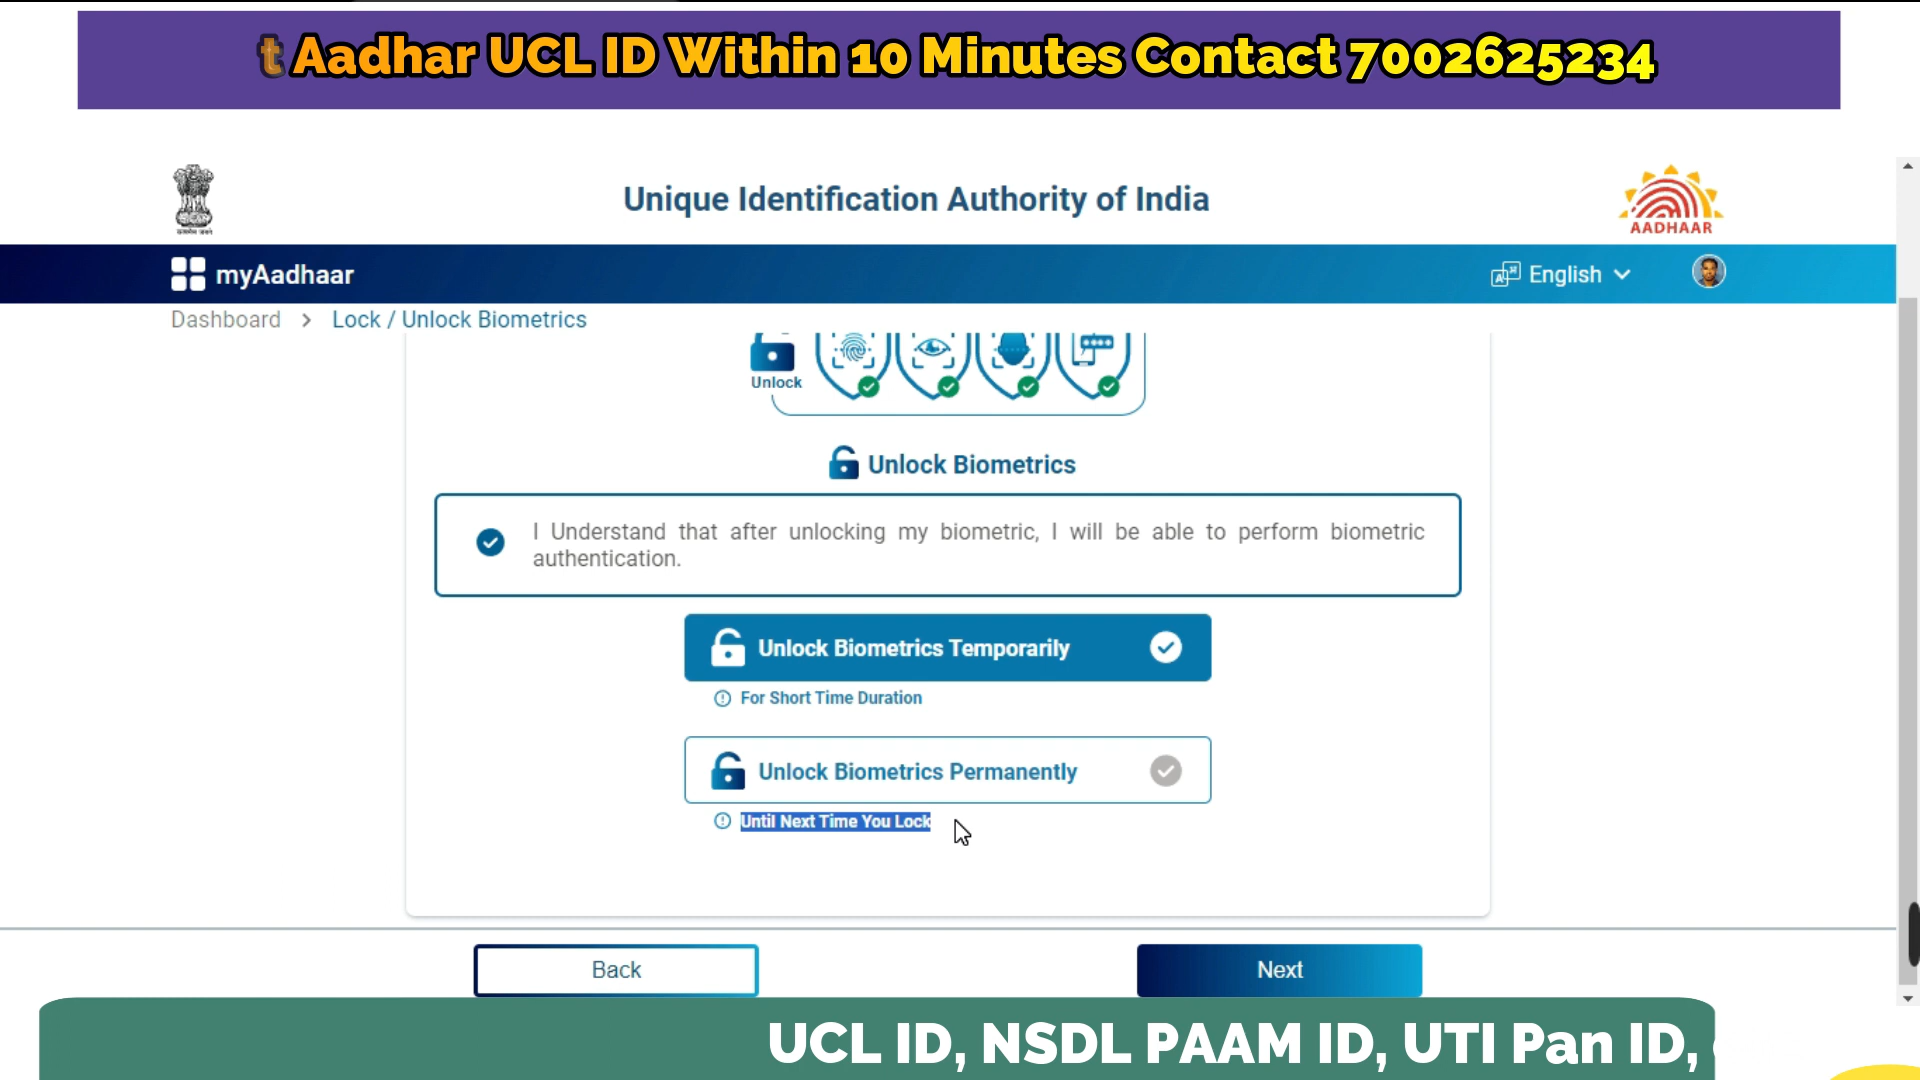 t Aadhar UCL ID Within 10 Minutes Contact 7002625234
Unique Identification Authority of India
AADHAAR
myAadhaar
English
Dashboard > Lock / Unlock Biometrics
Unlock
Unlock Biometrics
I Understand that after unlocking my biometric, I will be able to perform biometric
authentication.
Unlock Biometrics Temporarily
For Short Time Duration
Unlock Biometrics Permanently
Until Next Time You Lock
Back
Next
UCL ID, NSDL PAAM ID, UTI Pan ID,